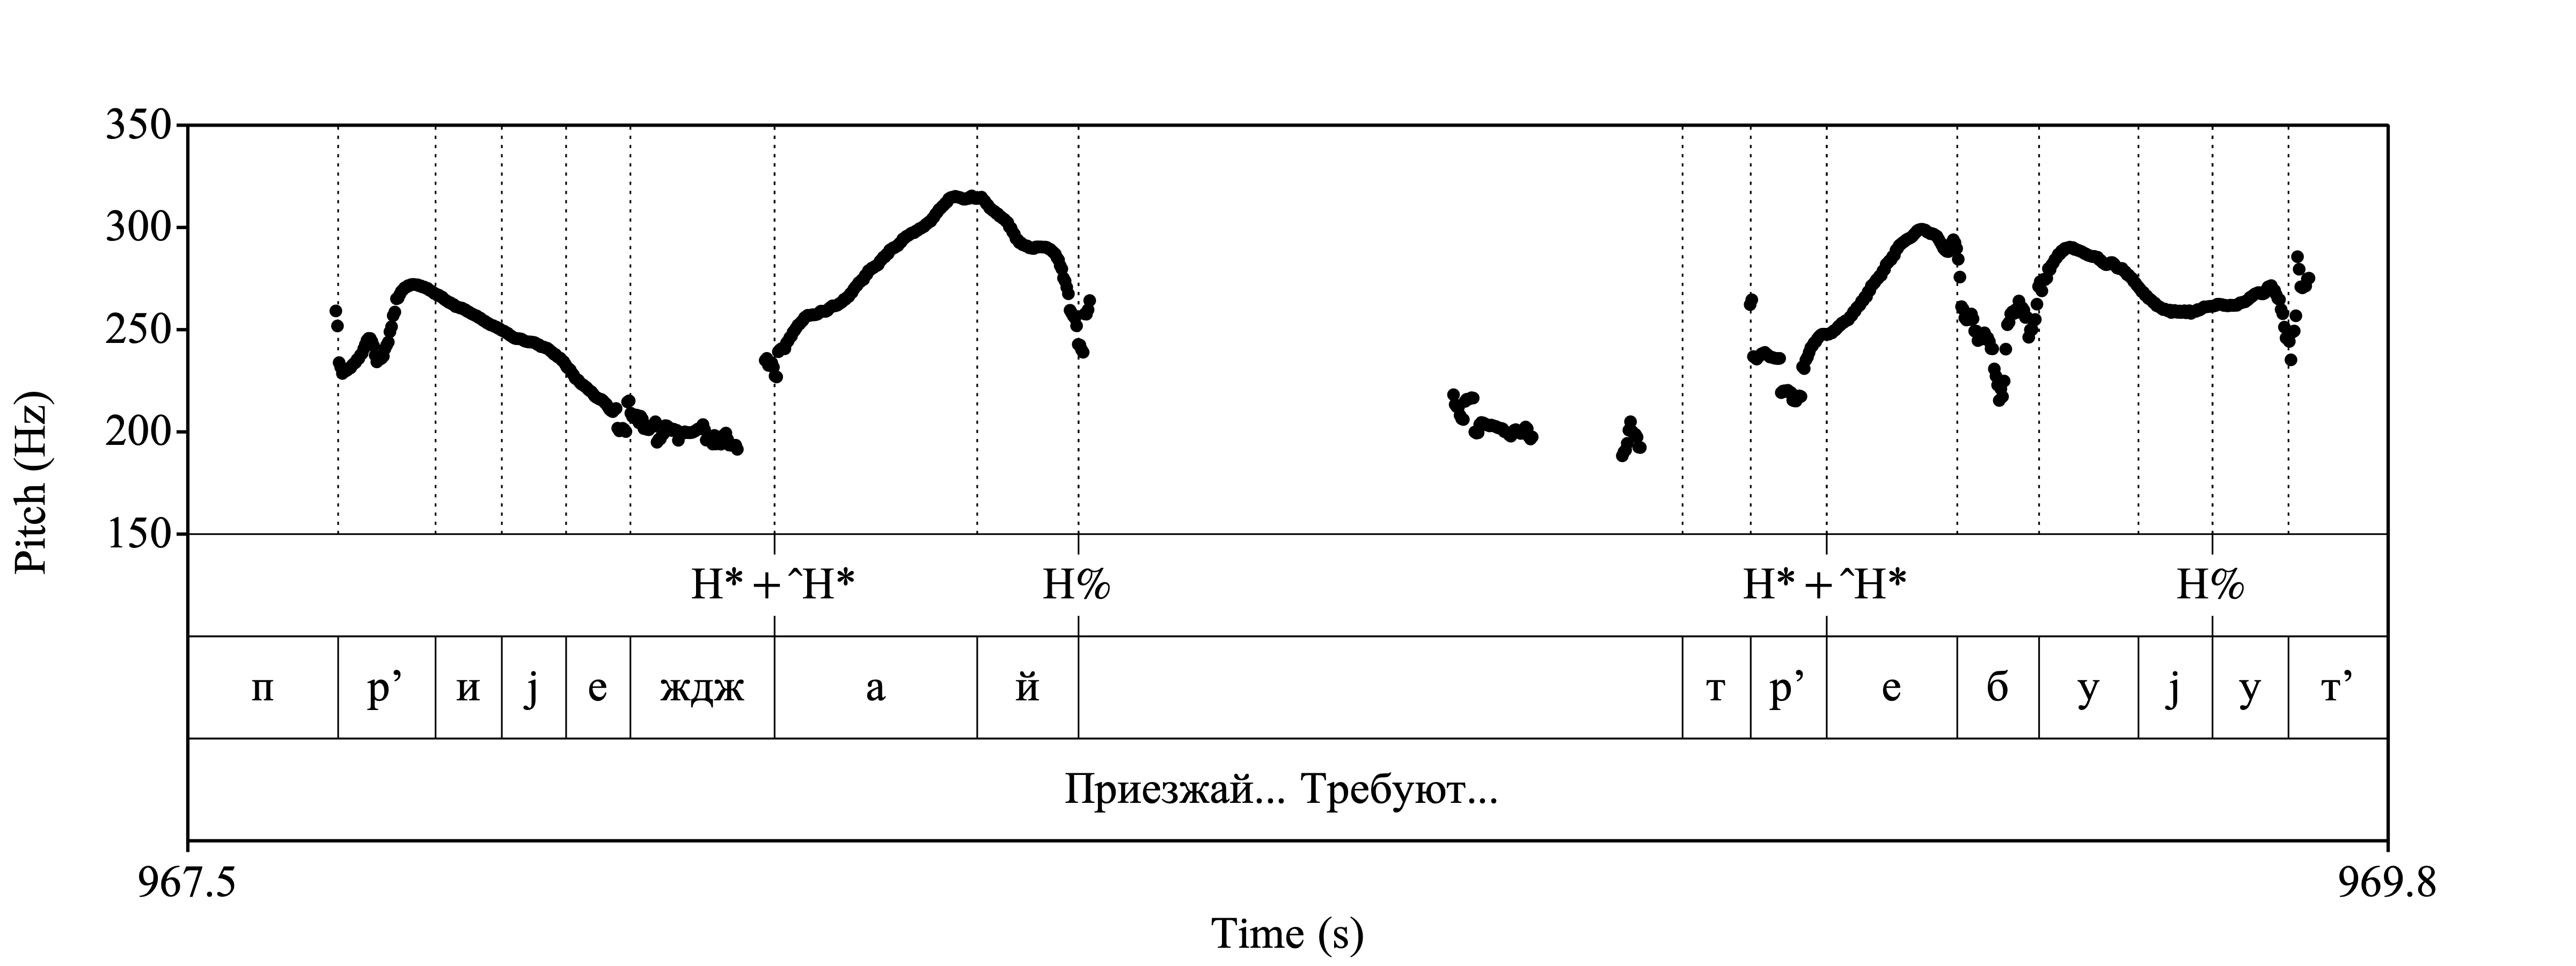 350
300
250
200
150
Pitch (Hz)
H* + ^H* H% H* + ^H* H%
п р’ и j е ждж а й т р’ е б у j у т’
Приезжай... Требуют...
967.5 969.8
Time (s)